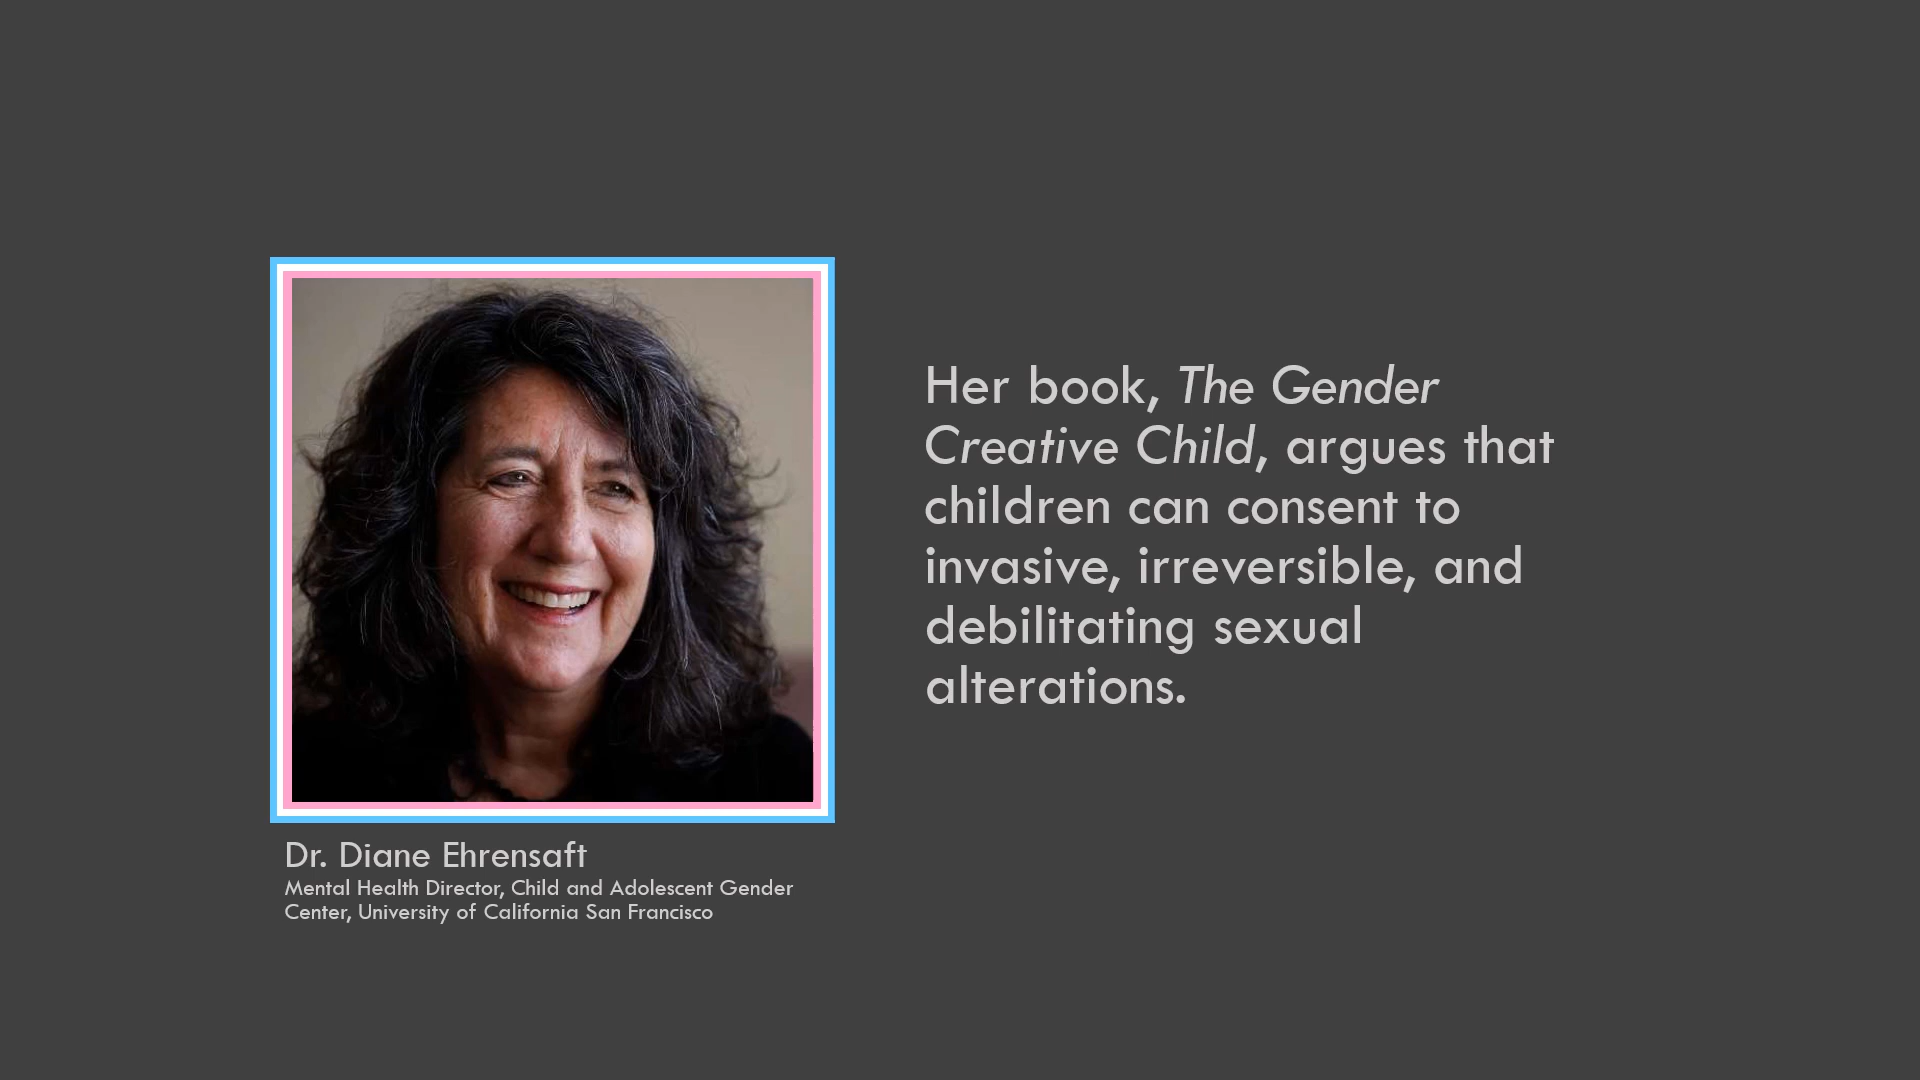 Her book, The Gender
Creative Child, argues that
children can consent to
invasive, irreversible, and
debilitating sexual
alterations.
Dr. Diane Ehrensaft
Mental Health Director, Child and Adolescent Gender
Center, University of California San Francisco